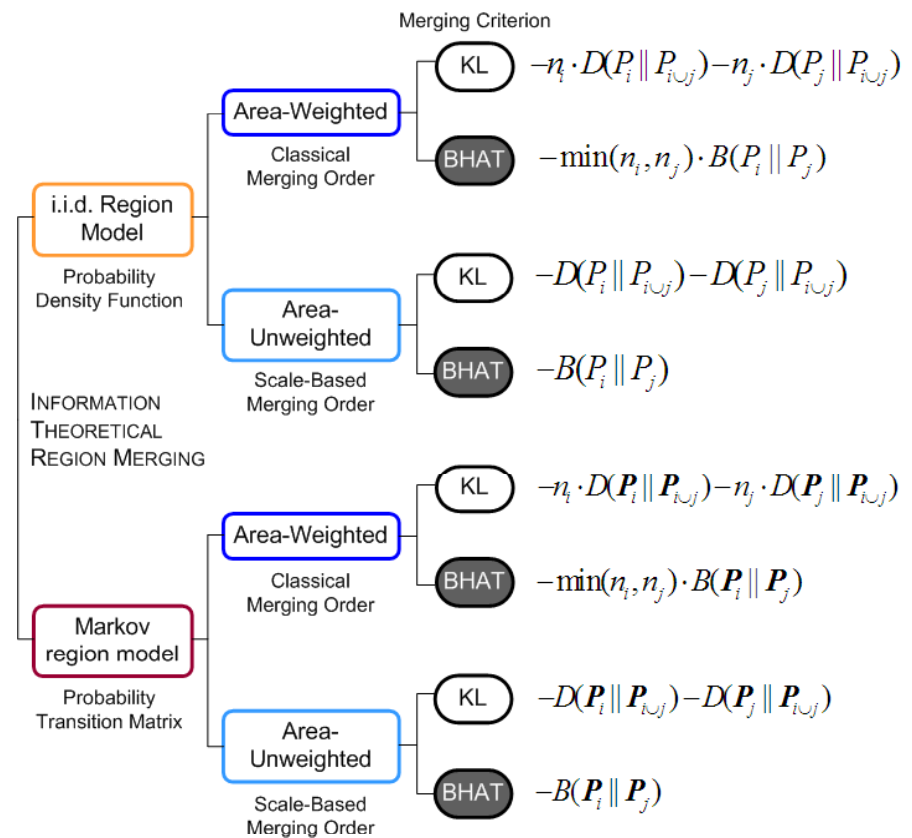 Merging Criterion
KL
−n_i · D(P_i || P_{i∪j}) − n_j · D(P_j || P_{i∪j})
Area-Weighted
Classical
Merging Order
BHAT
−min(n_i, n_j) · B(P_i || P_j)
i.i.d. Region
Model
Probability
Density Function
KL
−D(P_i || P_{i∪j}) − D(P_j || P_{i∪j})
Area-
Unweighted
Scale-Based
Merging Order
BHAT
−B(P_i || P_j)
INFORMATION
THEORETICAL
REGION MERGING
KL
−n_i · D(P_i || P_{i∪j}) − n_j · D(P_j || P_{i∪j})
Area-Weighted
Classical
Merging Order
BHAT
−min(n_i, n_j) · B(P_i || P_j)
Markov
region model
Probability
Transition Matrix
KL
−D(P_i || P_{i∪j}) − D(P_j || P_{i∪j})
Area-
Unweighted
Scale-Based
Merging Order
BHAT
−B(P_i || P_j)